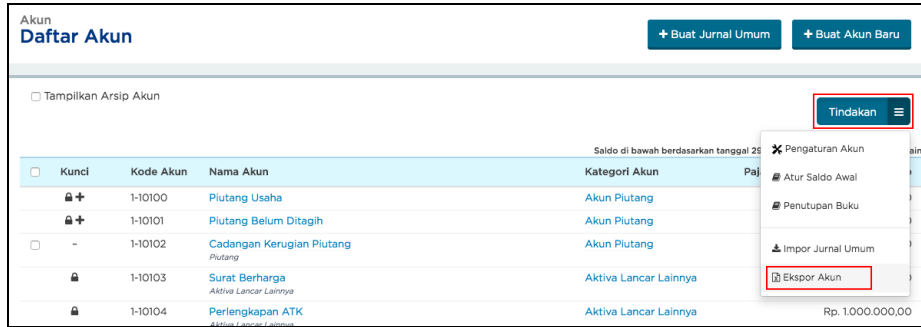 Akun
Daftar Akun
+ Buat Jurnal Umum
+ Buat Akun Baru
Tampilkan Arsip Akun
Tindakan
Saldo di bawah berdasarkan tanggal 29
Pengaturan Akun
Kunci Kode Akun Nama Akun Kategori Akun
Atur Saldo Awal
1-10100 Piutang Usaha Akun Piutang
Penutupan Buku
1-10101 Piutang Belum Ditagih Akun Piutang
- 1-10102 Cadangan Kerugian Piutang Akun Piutang
Piutang
Impor Jurnal Umum
1-10103 Surat Berharga Aktiva Lancar Lainnya
Aktiva Lancar Lainnya
Ekspor Akun
1-10104 Perlengkapan ATK Aktiva Lancar Lainnya Rp. 1.000.000,00
Aktiva Lancar Lainnya